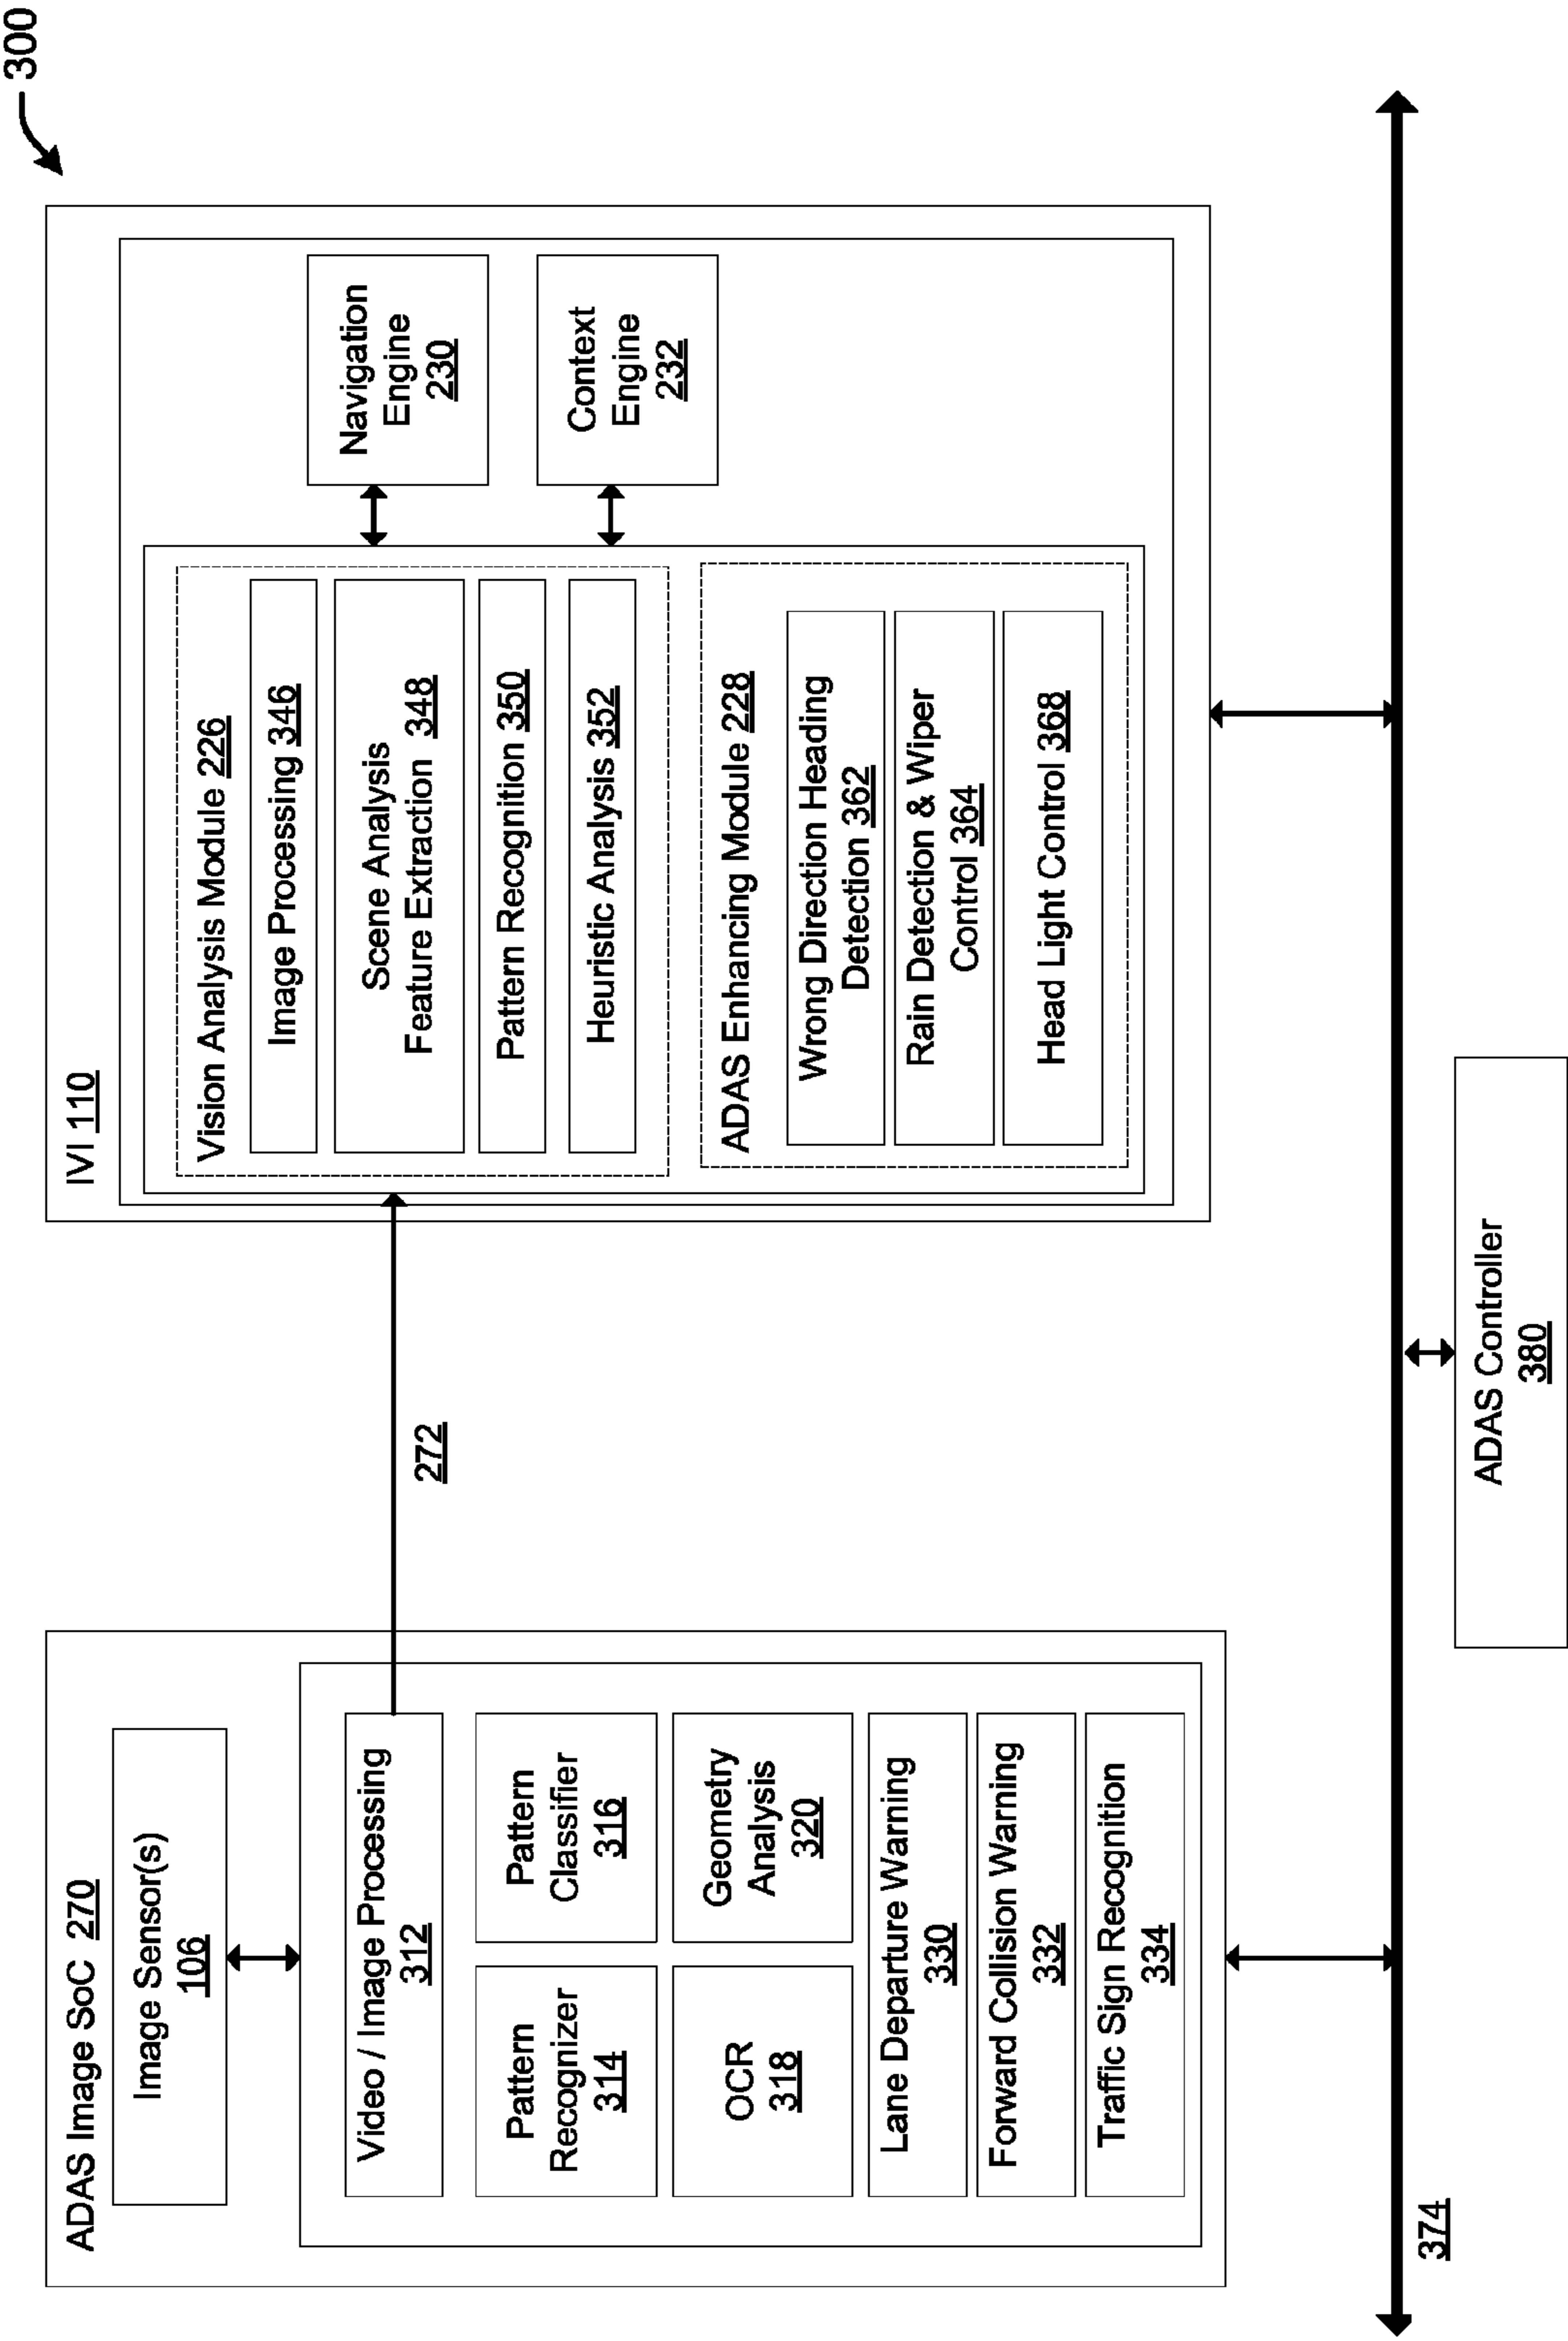 300
ADAS Image SoC 270
Image Sensor(s)
106
Video / Image Processing
312
Pattern
Recognizer
314
Pattern
Classifier
316
OCR
318
Geometry
Analysis
320
Lane Departure Warning
330
Forward Collision Warning
332
Traffic Sign Recognition
334
272
IVI 110
Vision Analysis Module 226
Image Processing 346
Scene Analysis
Feature Extraction 348
Pattern Recognition 350
Heuristic Analysis 352
ADAS Enhancing Module 228
Wrong Direction Heading
Detection 362
Rain Detection & Wiper
Control 364
Head Light Control 368
Navigation
Engine
230
Context
Engine
232
374
ADAS Controller
380